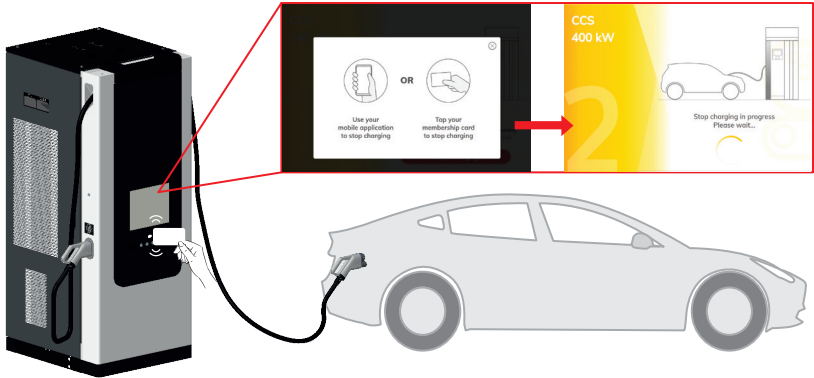 OR
Use your
mobile application
to stop charging
Tap your
membership card
to stop charging
CCS
400 kW
2
Stop charging in progress
Please wait...